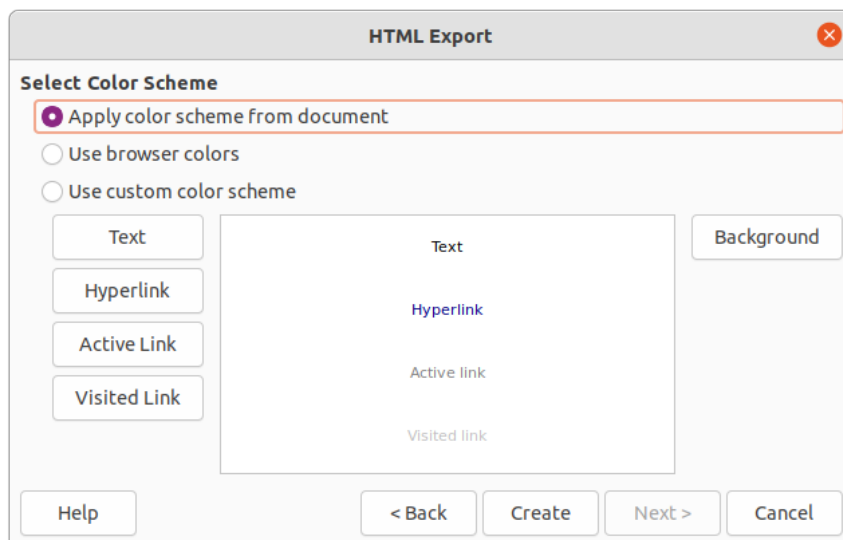 HTML Export
Select Color Scheme
Apply color scheme from document
Use browser colors
Use custom color scheme
Text
Hyperlink
Active Link
Visited Link
Text
Hyperlink
Active link
Visited link
Background
Help
< Back
Create
Next >
Cancel